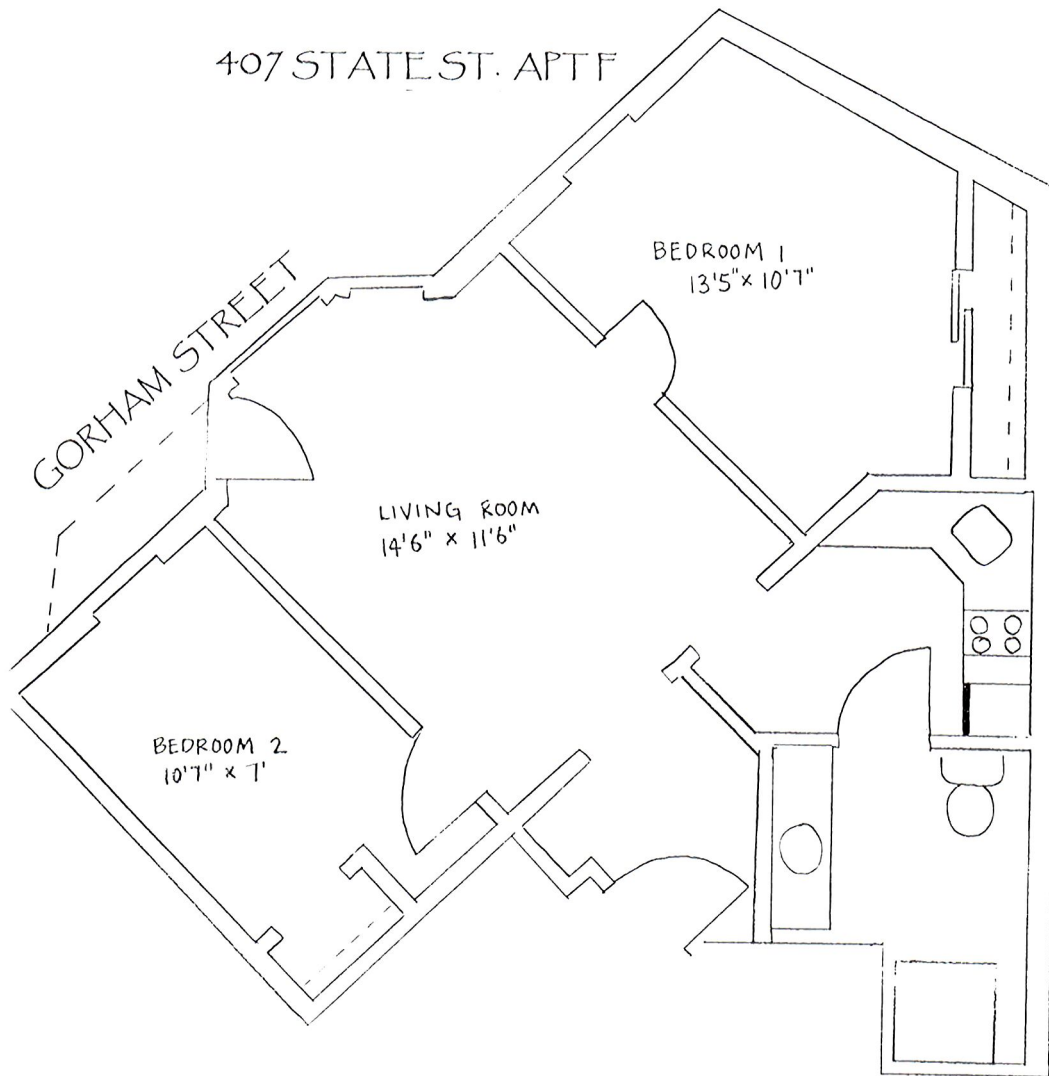 407 STATE ST. APT F
BEDROOM 1
13'5" x 10'7"
GORHAM STREET
LIVING ROOM
14'6" x 11'6"
BEDROOM 2
10'7" x 7'